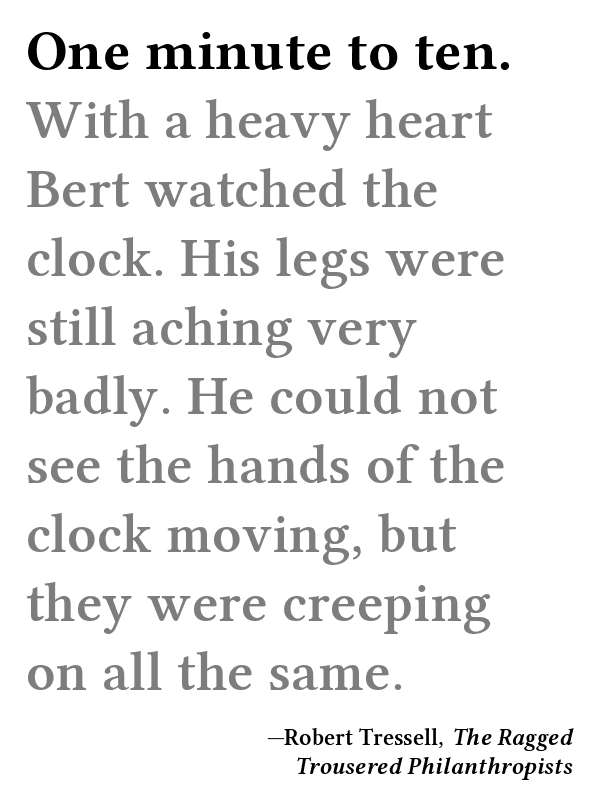 One minute to ten.
With a heavy heart
Bert watched the
clock. His legs were
still aching very
badly. He could not
see the hands of the
clock moving, but
they were creeping
on all the same.
—Robert Tressell, The Ragged
Trousered Philanthropists